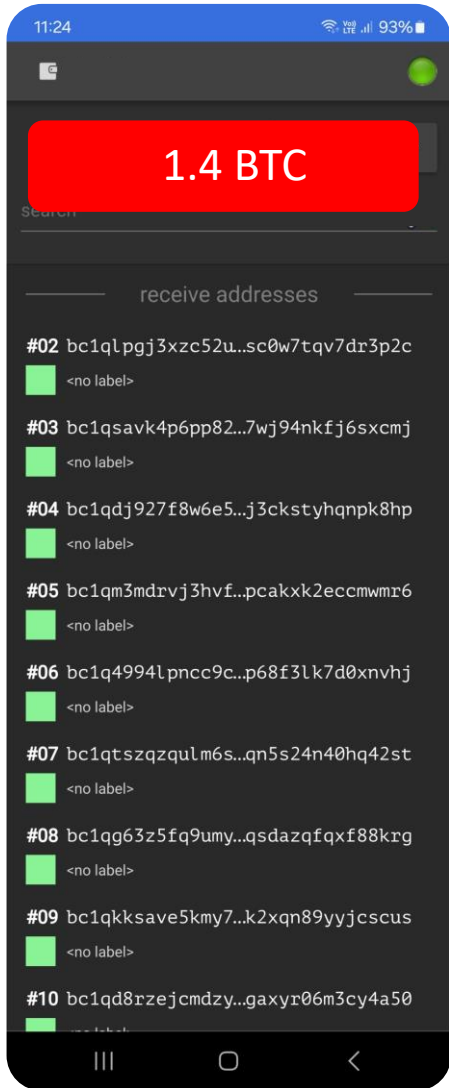 11:24 Vo) LTE 93%
1.4 BTC
search
receive addresses
#02 bc1qlpgj3xzc52u…sc0w7tqv7dr3p2c
<no label>
#03 bc1qsavk4p6pp82…7wj94nkfj6sxcmj
<no label>
#04 bc1qdj927f8w6e5…j3ckstyhqnpk8hp
<no label>
#05 bc1qm3mdrvj3hvf…pcakxk2eccmwmr6
<no label>
#06 bc1q4994lpncc9c…p68f3lk7d0xnvhj
<no label>
#07 bc1qtszqzqulm6s…qn5s24n40hq42st
<no label>
#08 bc1qg63z5fq9umy…qsdazqfqxf88krg
<no label>
#09 bc1qkksave5kmy7…k2xqn89yyjcscus
<no label>
#10 bc1qd8rzejcmdzy…gaxyr06m3cy4a50